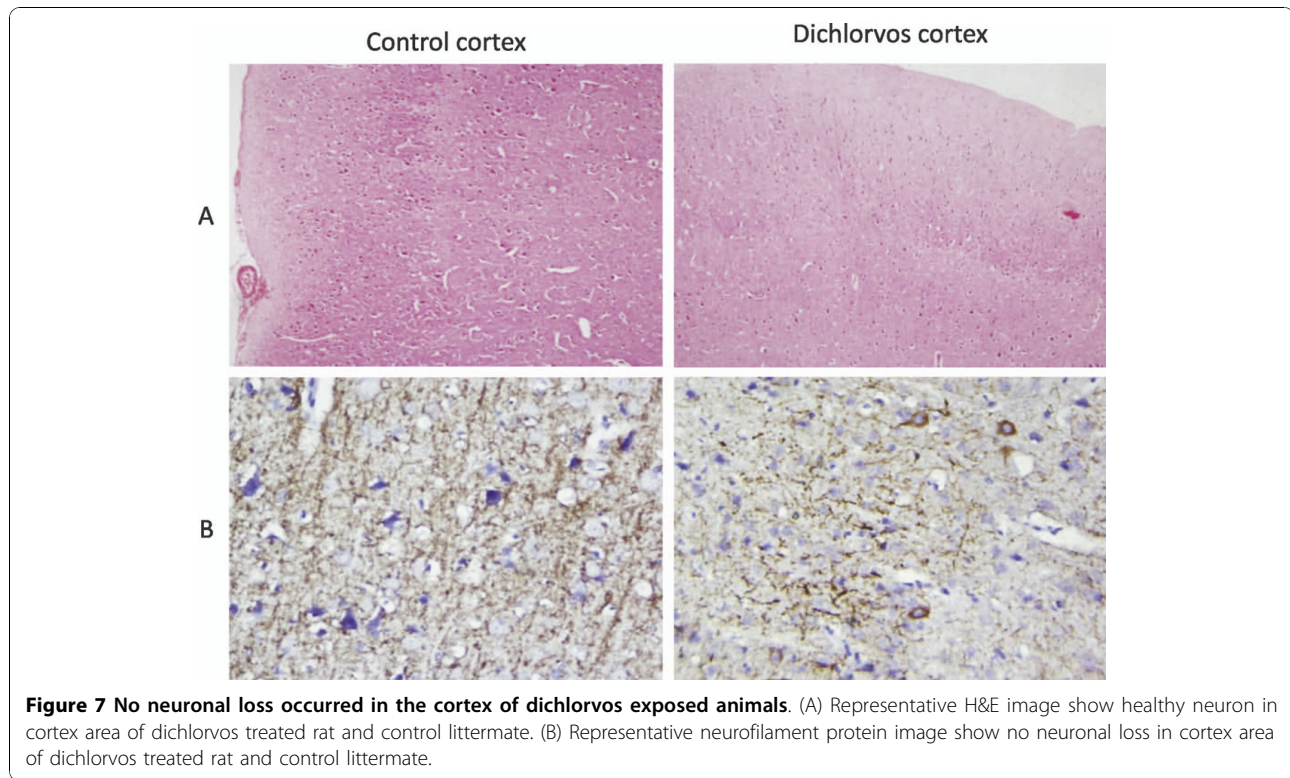 Control cortex
Dichlorvos cortex
A
B
Figure 7 No neuronal loss occurred in the cortex of dichlorvos exposed animals. (A) Representative H&E image show healthy neuron in
cortex area of dichlorvos treated rat and control littermate. (B) Representative neurofilament protein image show no neuronal loss in cortex area
of dichlorvos treated rat and control littermate.